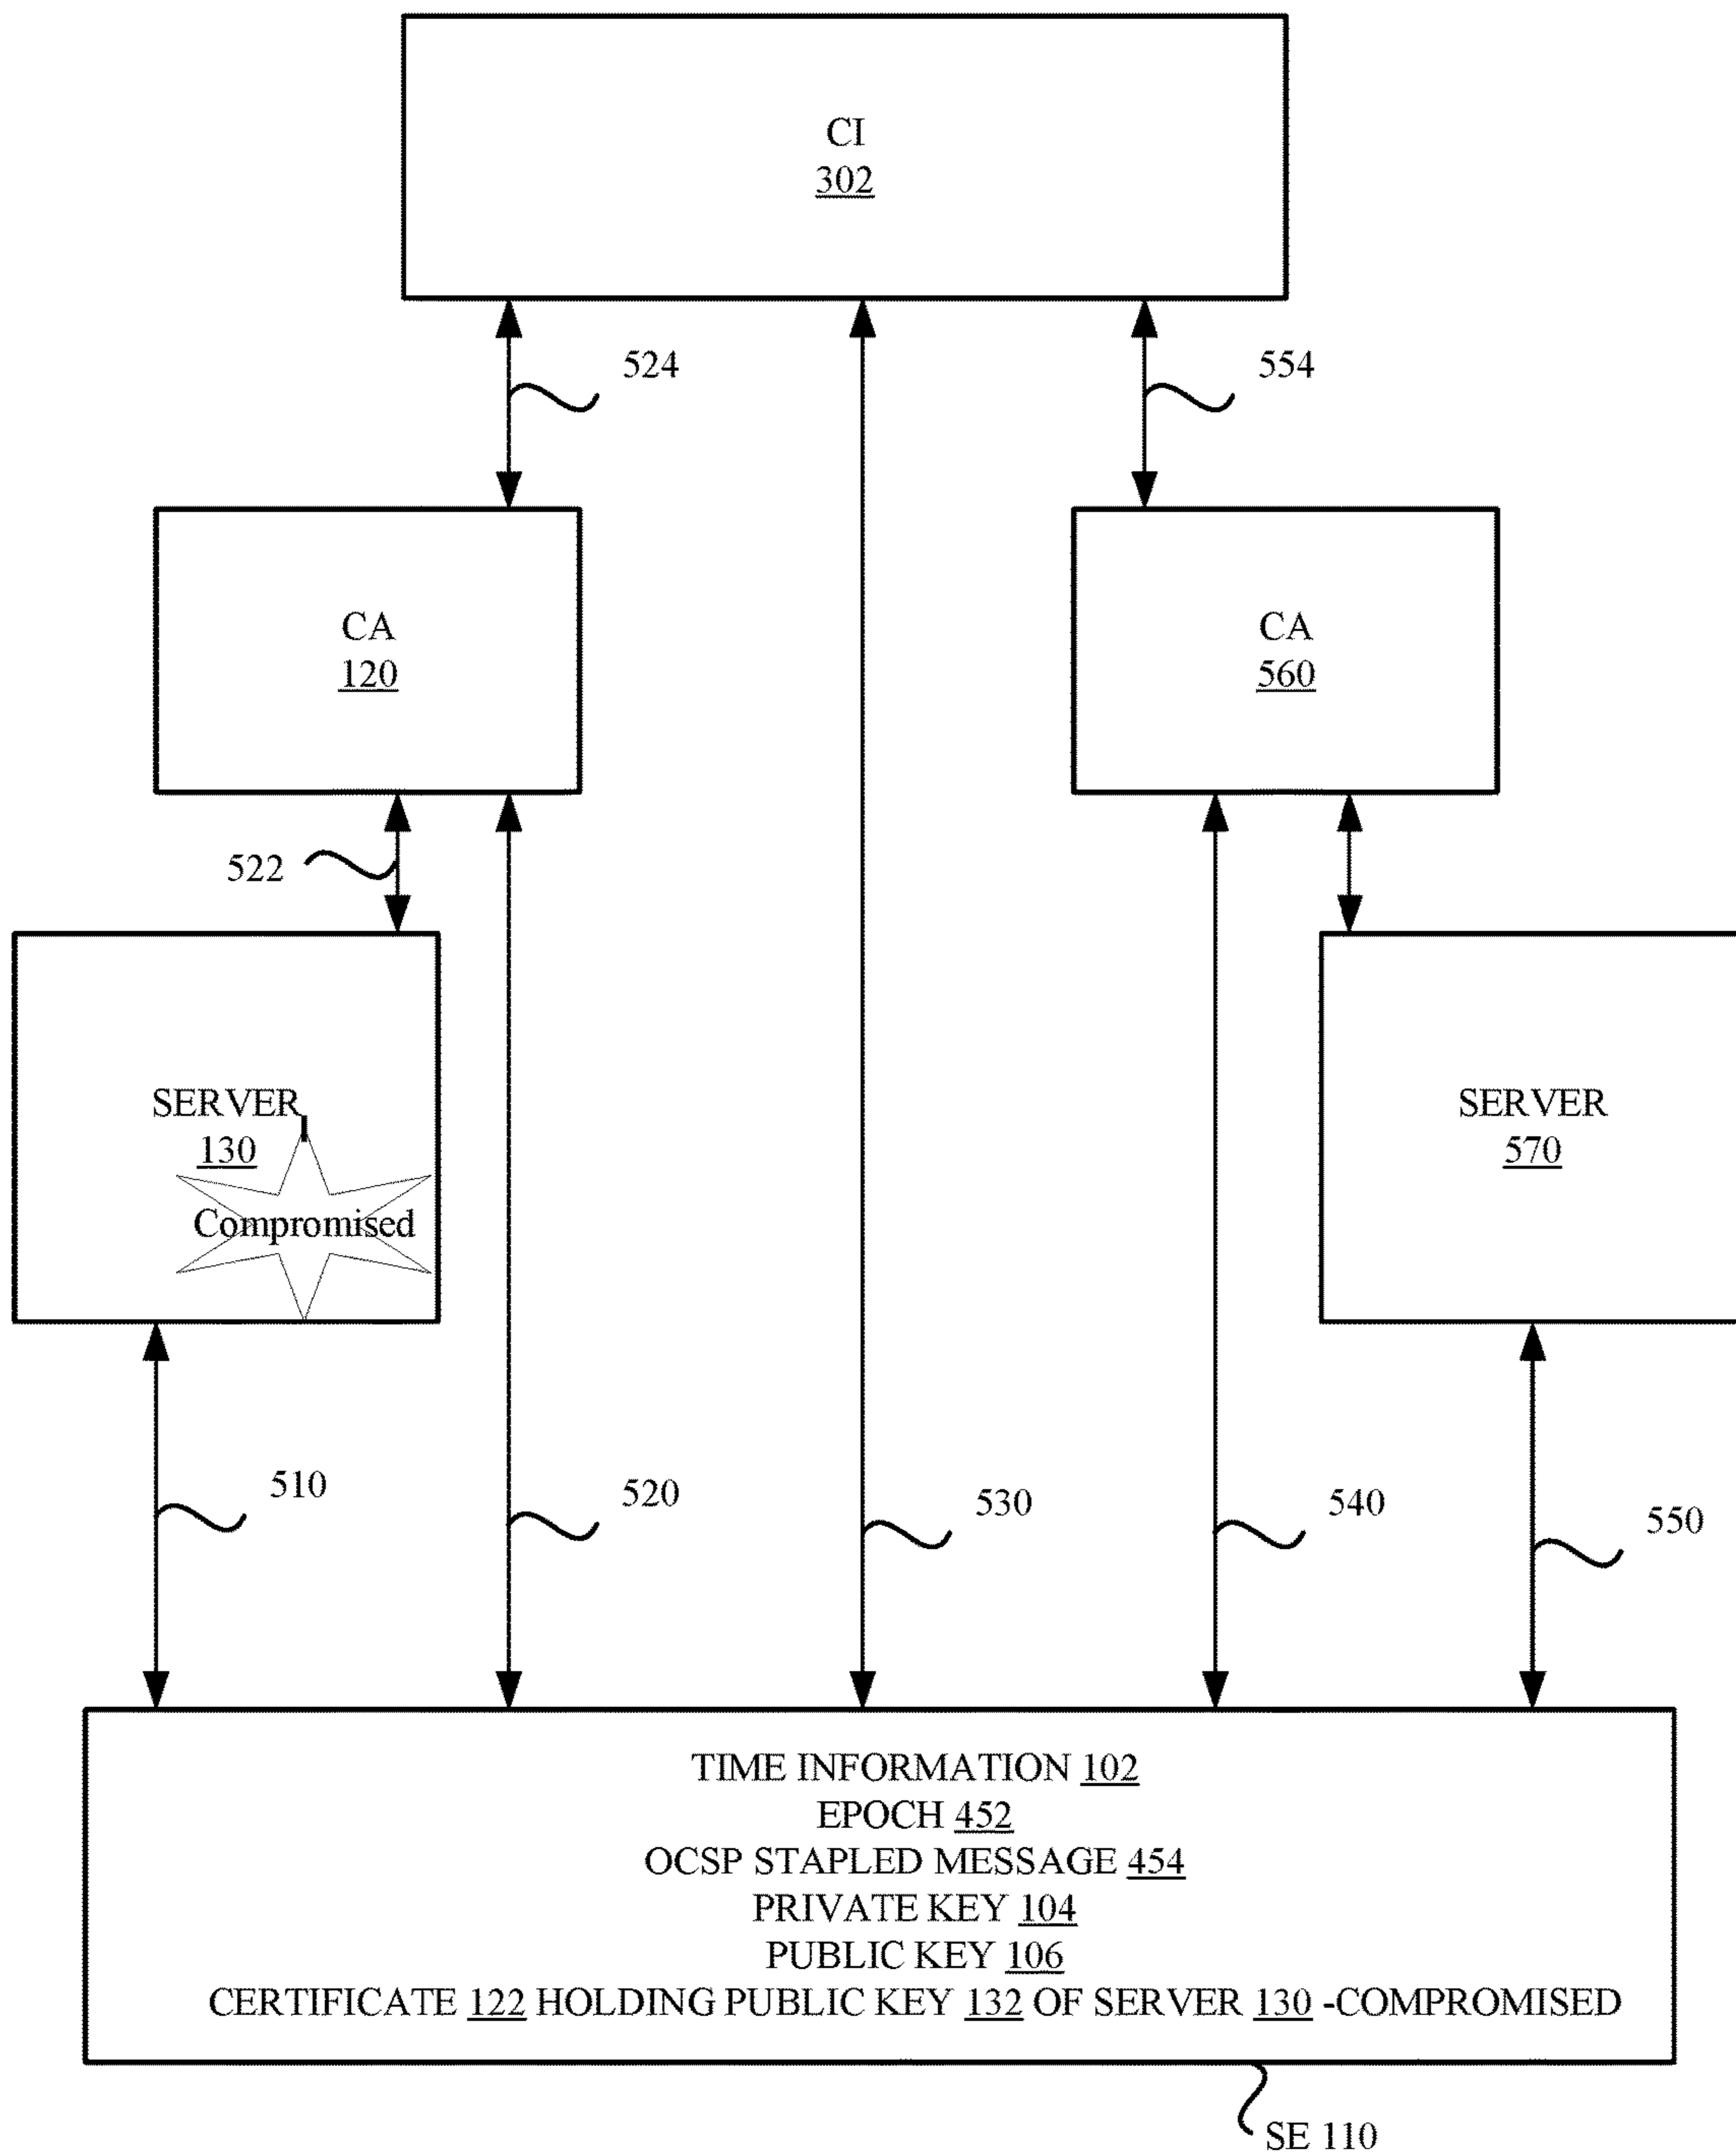 CI
302
524
554
CA
120
CA
560
522
SERVER
130
Compromised
SERVER
570
510
520
530
540
550
TIME INFORMATION 102
EPOCH 452
OCSP STAPLED MESSAGE 454
PRIVATE KEY 104
PUBLIC KEY 106
CERTIFICATE 122 HOLDING PUBLIC KEY 132 OF SERVER 130 -COMPROMISED
SE 110